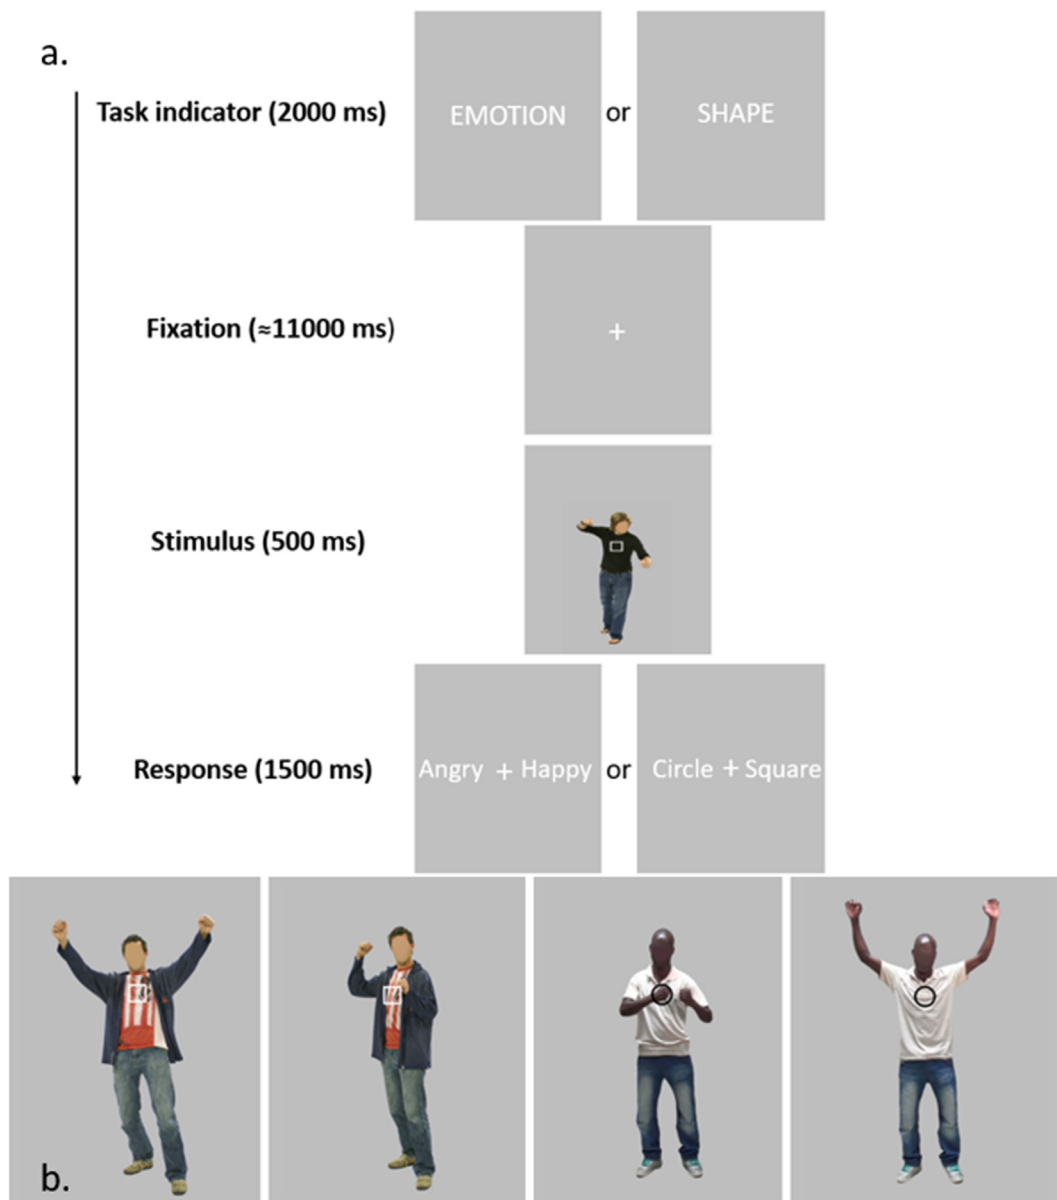 a.
Task indicator (2000 ms)
EMOTION or SHAPE
Fixation (≈11000 ms)
+
Stimulus (500 ms)
Response (1500 ms)
Angry + Happy or Circle + Square
b.